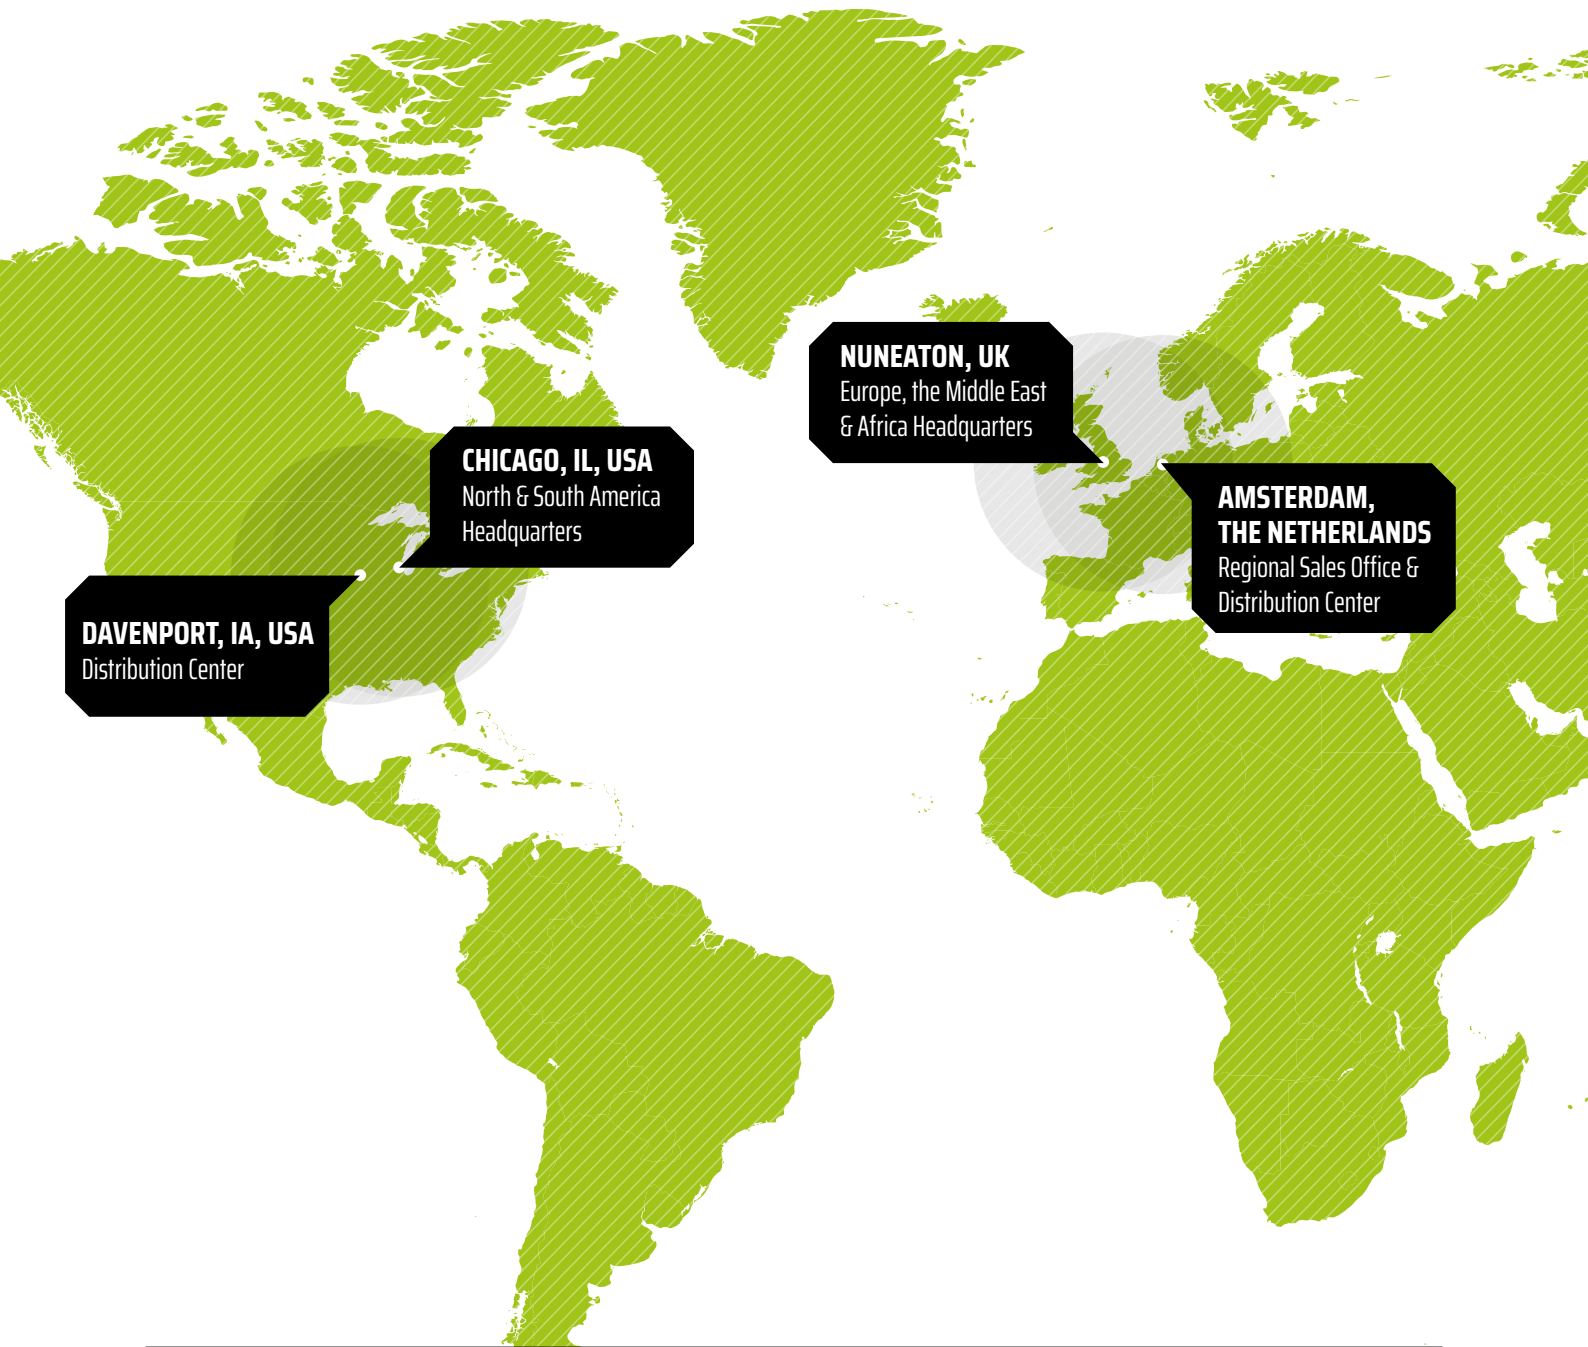 NUNEATON, UK
Europe, the Middle East
& Africa Headquarters
CHICAGO, IL, USA
North & South America
Headquarters
AMSTERDAM,
THE NETHERLANDS
Regional Sales Office &
Distribution Center
DAVENPORT, IA, USA
Distribution Center